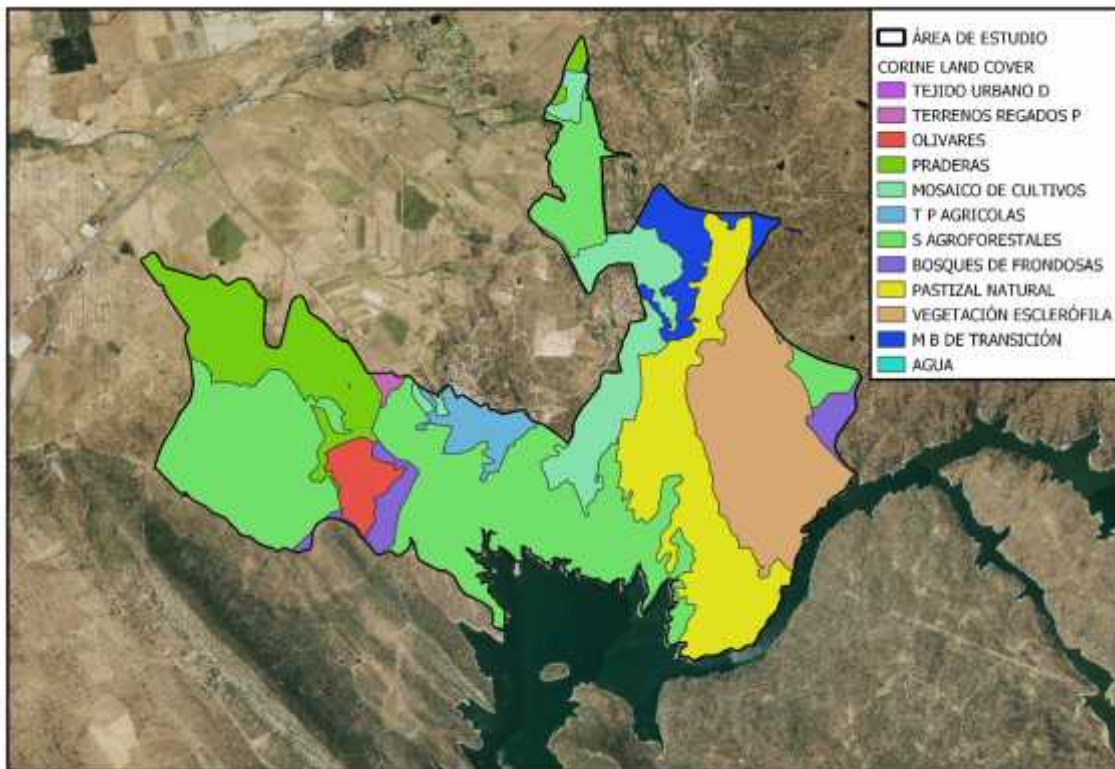 ÁREA DE ESTUDIO
CORINE LAND COVER
TEJIDO URBANO D
TERRENOS REGADOS P
OLIVARES
PRADERAS
MOSAICO DE CULTIVOS
T P AGRICOLAS
S AGROFORESTALES
BOSQUES DE FRONDOSAS
PASTIZAL NATURAL
VEGETACIÓN ESCLERÓFILA
M B DE TRANSICIÓN
AGUA